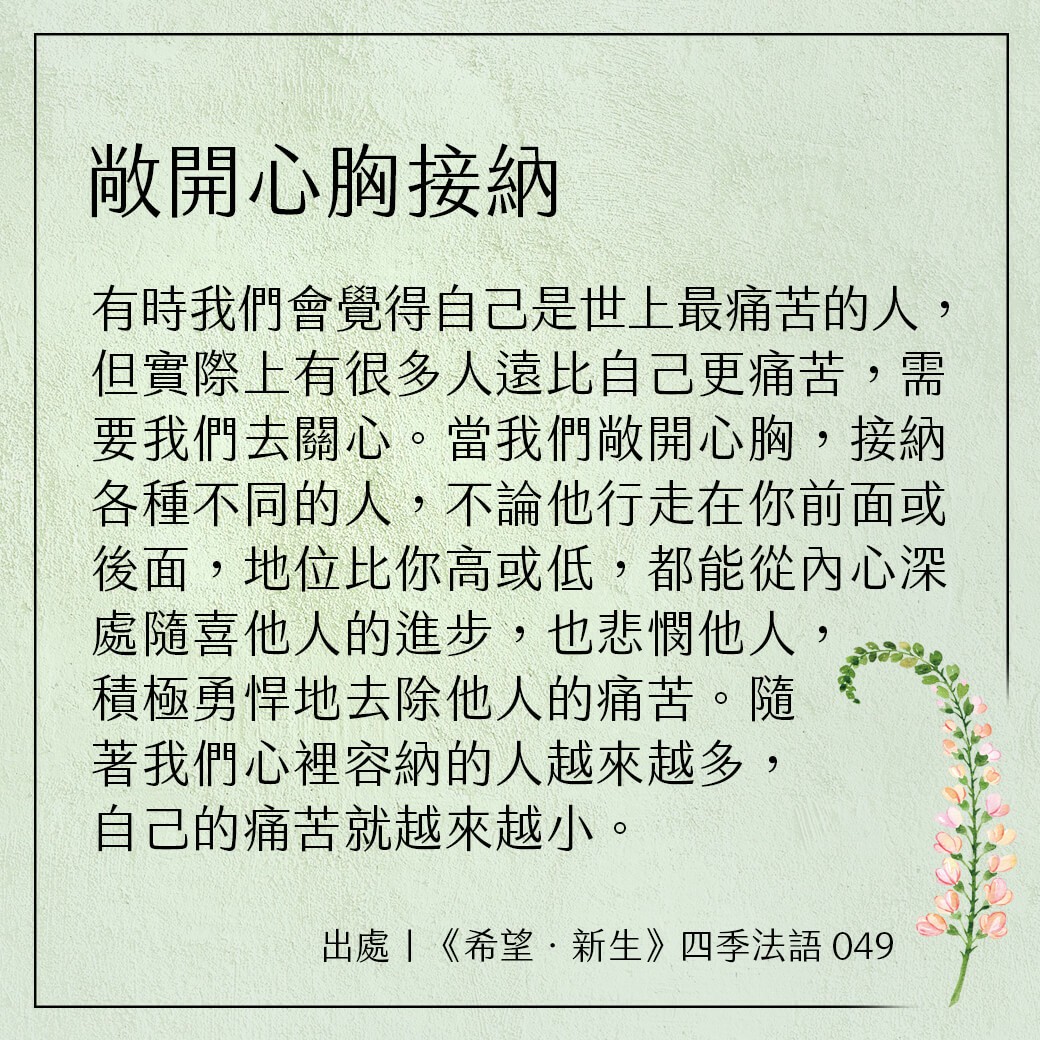 敞開心胸接納
有時我們會覺得自己是世上最痛苦的人，
但實際上有很多人遠比自己更痛苦，需
要我們去關心。當我們敞開心胸，接納
各種不同的人，不論他行走在你前面或
後面，地位比你高或低，都能從內心深
處隨喜他人的進步，也悲憫他人，
積極勇悍地去除他人的痛苦。隨
著我們心裡容納的人越來越多，
自己的痛苦就越來越小。
出處｜《希望．新生》四季法語 049